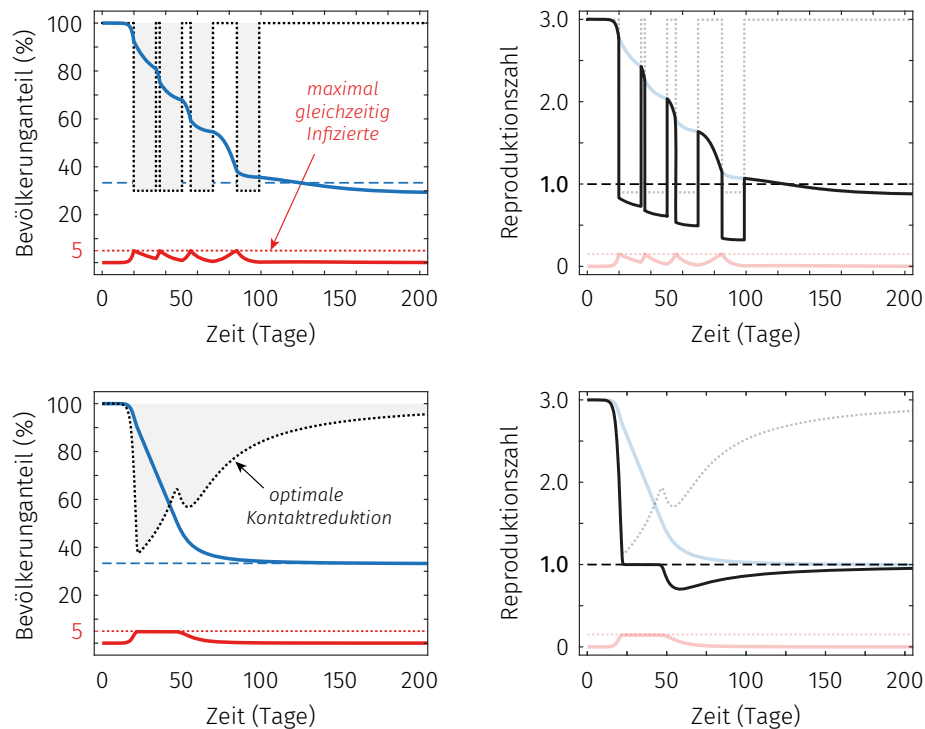 Bevölkerunganteil (%)
100
80
60
40
20
5
maximal
gleichzeitig
Infizierte
0 50 100 150 200
Zeit (Tage)
Reproduktionszahl
3.0
2.0
1.0
0
0 50 100 150 200
Zeit (Tage)
Bevölkerunganteil (%)
100
80
60
40
20
5
optimale
Kontaktreduktion
0 50 100 150 200
Zeit (Tage)
Reproduktionszahl
3.0
2.0
1.0
0
0 50 100 150 200
Zeit (Tage)